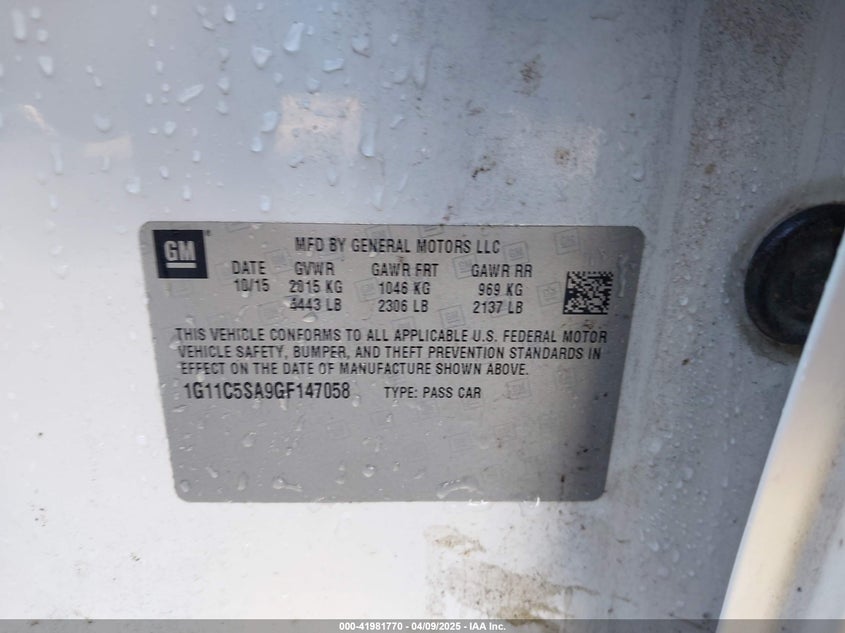 GM
MFD BY GENERAL MOTORS LLC
DATE GVWR GAWR FRT GAWR RR
10/15 2015 KG 1046 KG 969 KG
4443 LB 2306 LB 2137 LB
THIS VEHICLE CONFORMS TO ALL APPLICABLE U.S. FEDERAL MOTOR
VEHICLE SAFETY, BUMPER, AND THEFT PREVENTION STANDARDS IN
EFFECT ON THE DATE OF MANUFACTURE SHOWN ABOVE.
1G11C5SA9GF147058 TYPE: PASS CAR
000-41981770 - 04/09/2025 - IAA Inc.